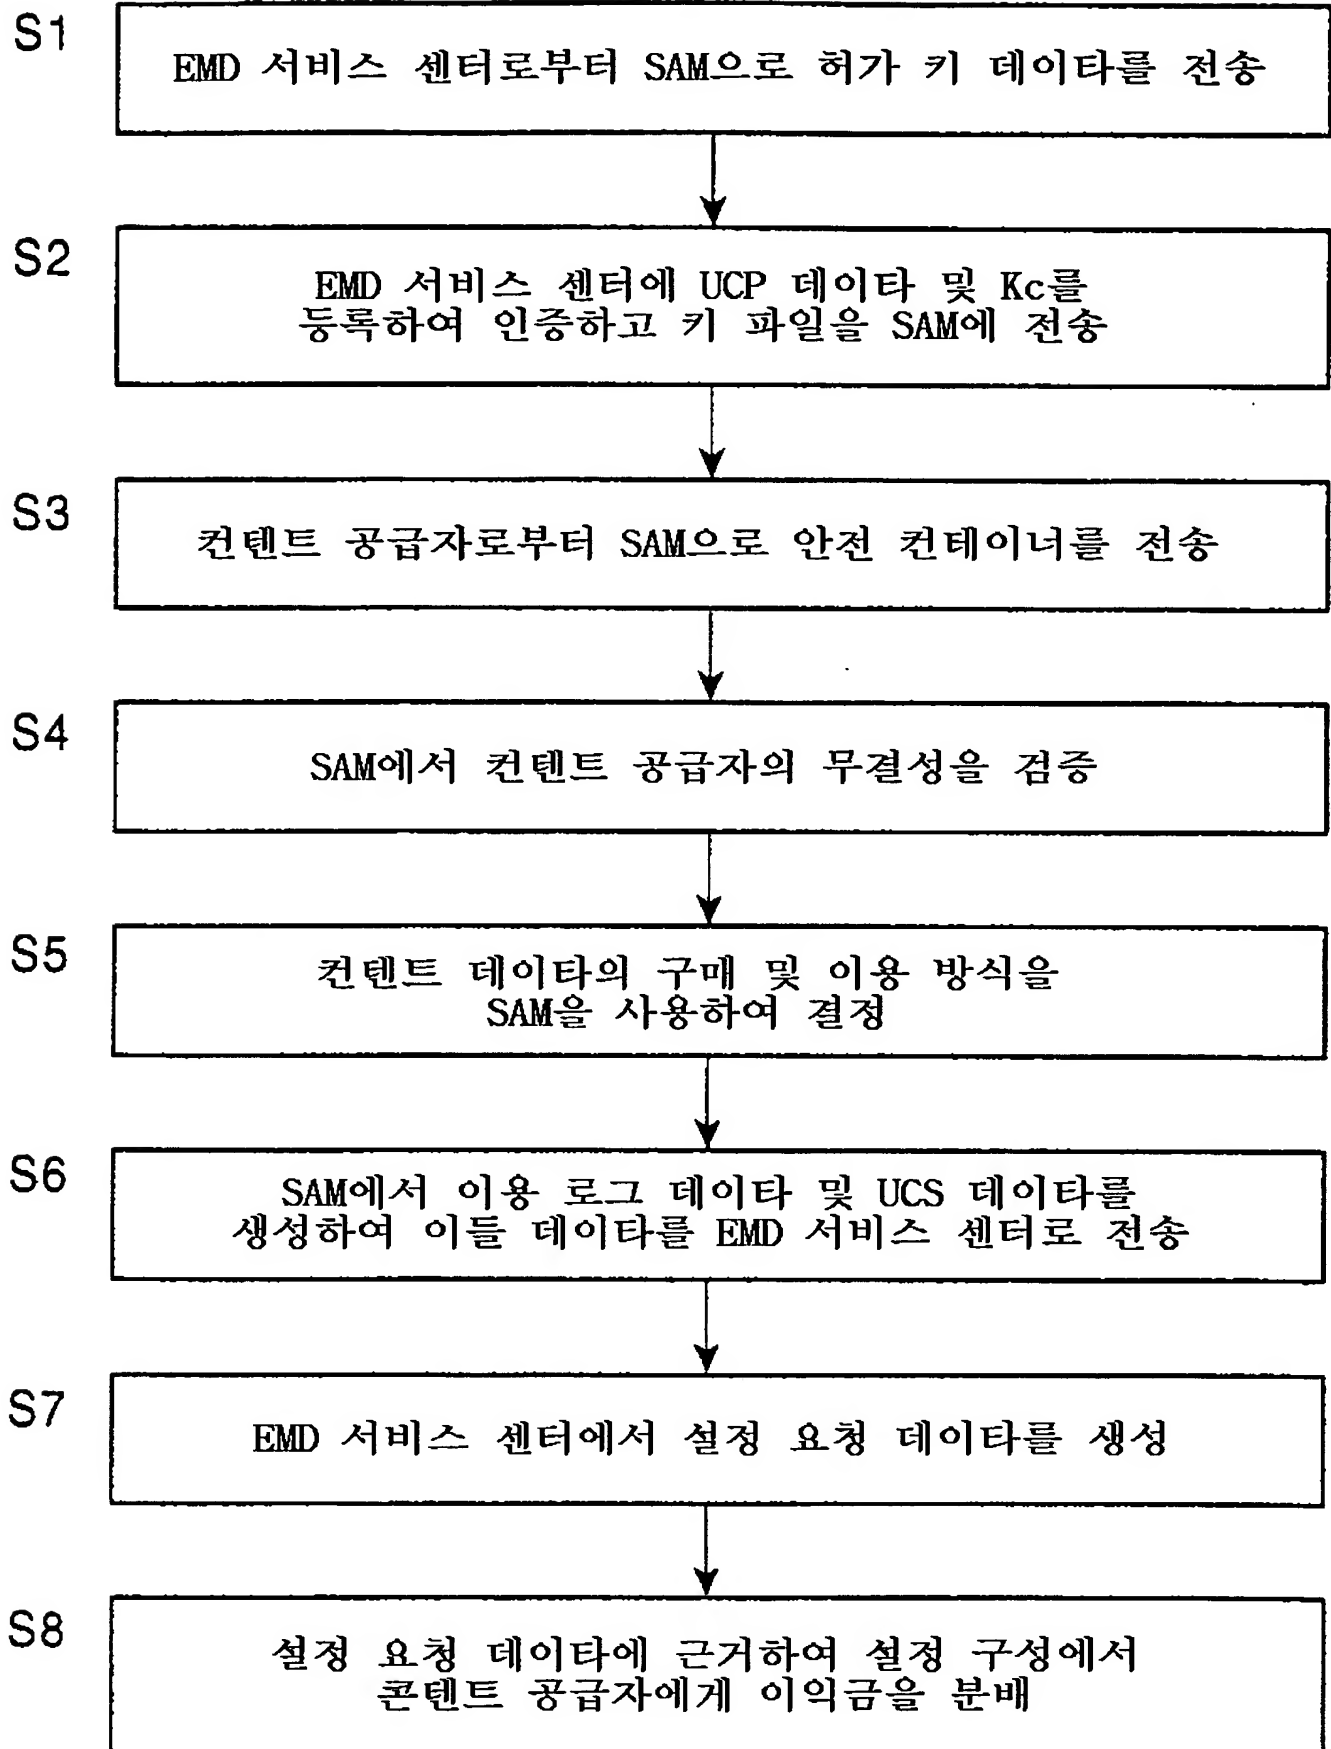 S1
EMD 서비스 센터로부터 SAM으로 허가 키 데이타를 전송
S2
EMD 서비스 센터에 UCP 데이타 및 Kc를
등록하여 인증하고 키 파일을 SAM에 전송
S3
컨텐트 공급자로부터 SAM으로 안전 컨테이너를 전송
S4
SAM에서 컨텐트 공급자의 무결성을 검증
S5
컨텐트 데이타의 구매 및 이용 방식을
SAM을 사용하여 결정
S6
SAM에서 이용 로그 데이타 및 UCS 데이타를
생성하여 이들 데이타를 EMD 서비스 센터로 전송
S7
EMD 서비스 센터에서 설정 요청 데이타를 생성
S8
설정 요청 데이타에 근거하여 설정 구성에서
콘텐트 공급자에게 이익금을 분배